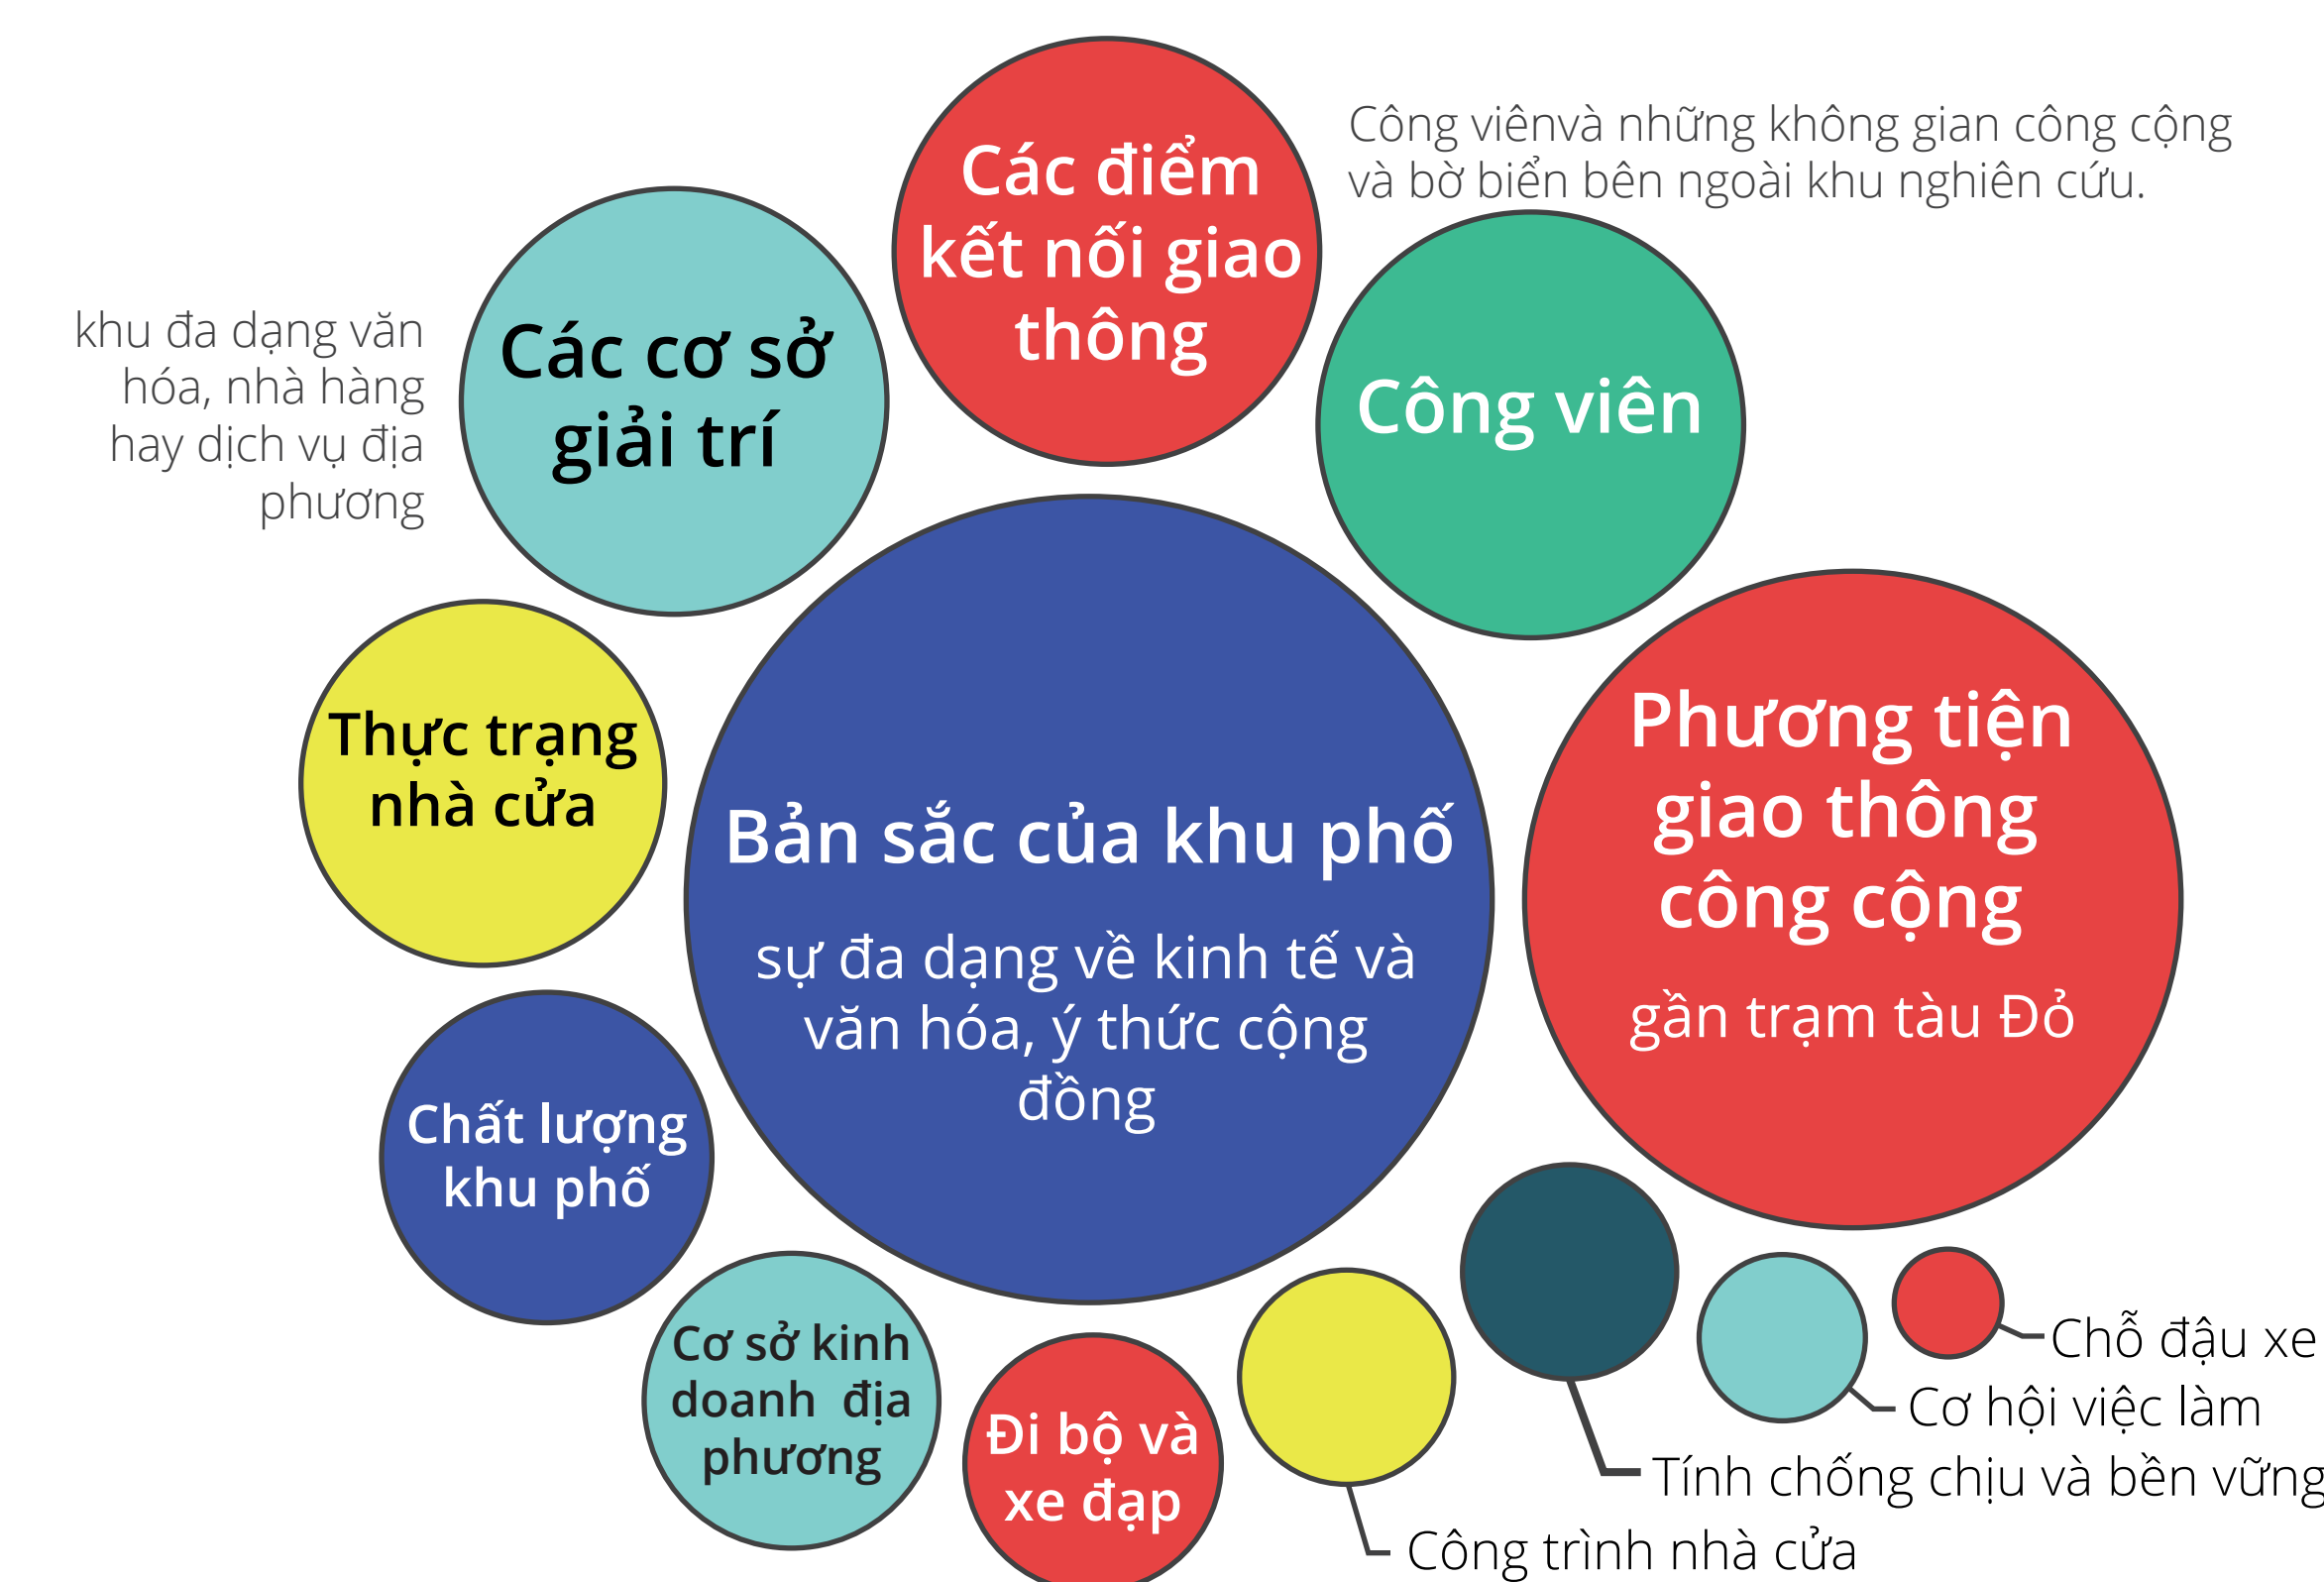 Các điểm
kết nối giao
thông
Công viênvà những không gian công cộng
và bờ biển bên ngoài khu nghiên cứu.
Các cơ sở
giải trí
khu đa dạng văn
hóa, nhà hàng
hay dịch vụ địa
phương
Công viên
Thực trạng
nhà cửa
Bản sắc của khu phố
sự đa dạng về kinh tế và
văn hóa, ý thức cộng
đồng
Phương tiện
giao thông
công cộng
gần trạm tàu Đỏ
Chất lượng
khu phố
Cơ sở kinh
doanh địa
phương
Đi bộ và
xe đạp
Chỗ đậu xe
Cơ hội việc làm
Tính chống chịu và bền vững
Công trình nhà cửa